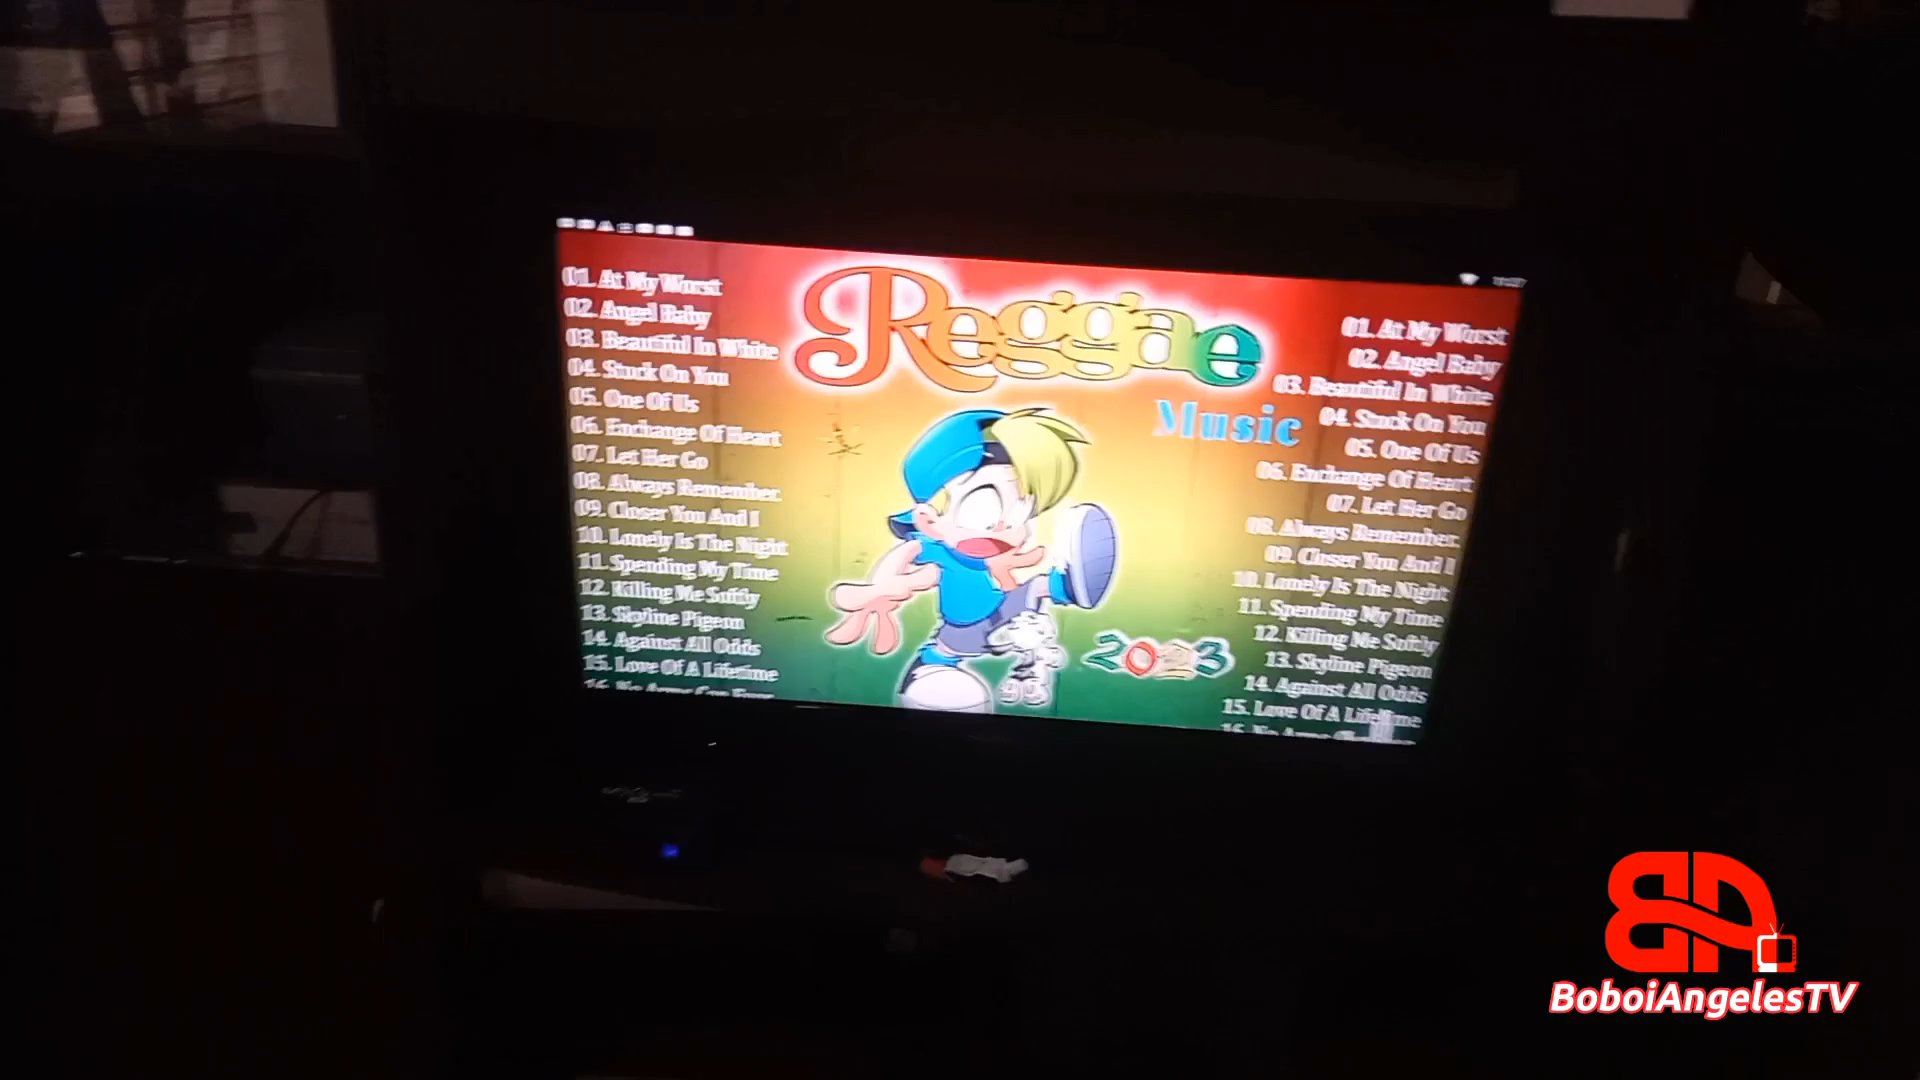 01. At My Worst
02. Angel Baby
03. Beautiful In White
04. Stuck On You
05. One Of Us
06. Exchange Of Heart
07. Let Her Go
08. Always Remember
09. Closer You And I
10. Lonely Is The Night
11. Spending My Time
12. Killing Me Softly
13. Skyline Pigeon
14. Against All Odds
15. Love Of A Lifetime
Reggae
Music
2023
01. At My Worst
02. Angel Baby
03. Beautiful In White
04. Stuck On You
05. One Of Us
06. Exchange Of Heart
07. Let Her Go
08. Always Remember
09. Closer You And I
10. Lonely Is The Night
11. Spending My Time
12. Killing Me Softly
13. Skyline Pigeon
14. Against All Odds
15. Love Of A Lifetime
BA
BoboiAngelesTV